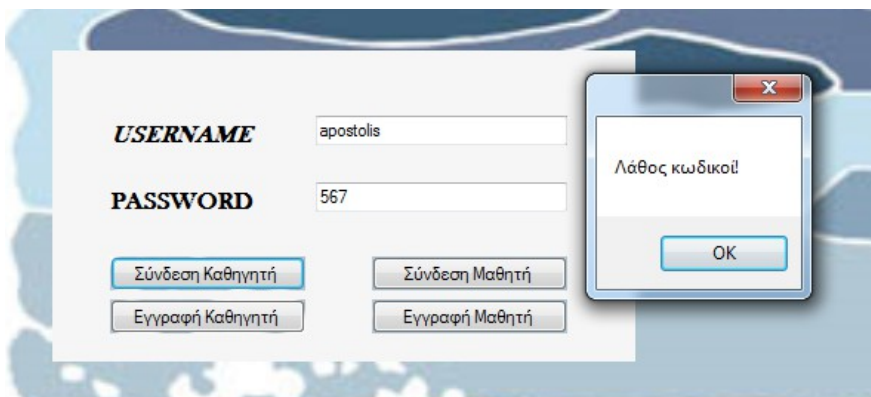 USERNAME apostolis
Λάθος κωδικοί!
PASSWORD 567
OK
Σύνδεση Καθηγητή Σύνδεση Μαθητή
Εγγραφή Καθηγητή Εγγραφή Μαθητή